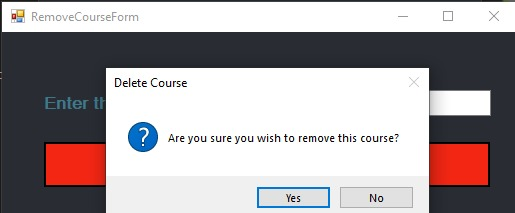 RemoveCourseForm
Delete Course
Enter th
Are you sure you wish to remove this course?
Yes
No